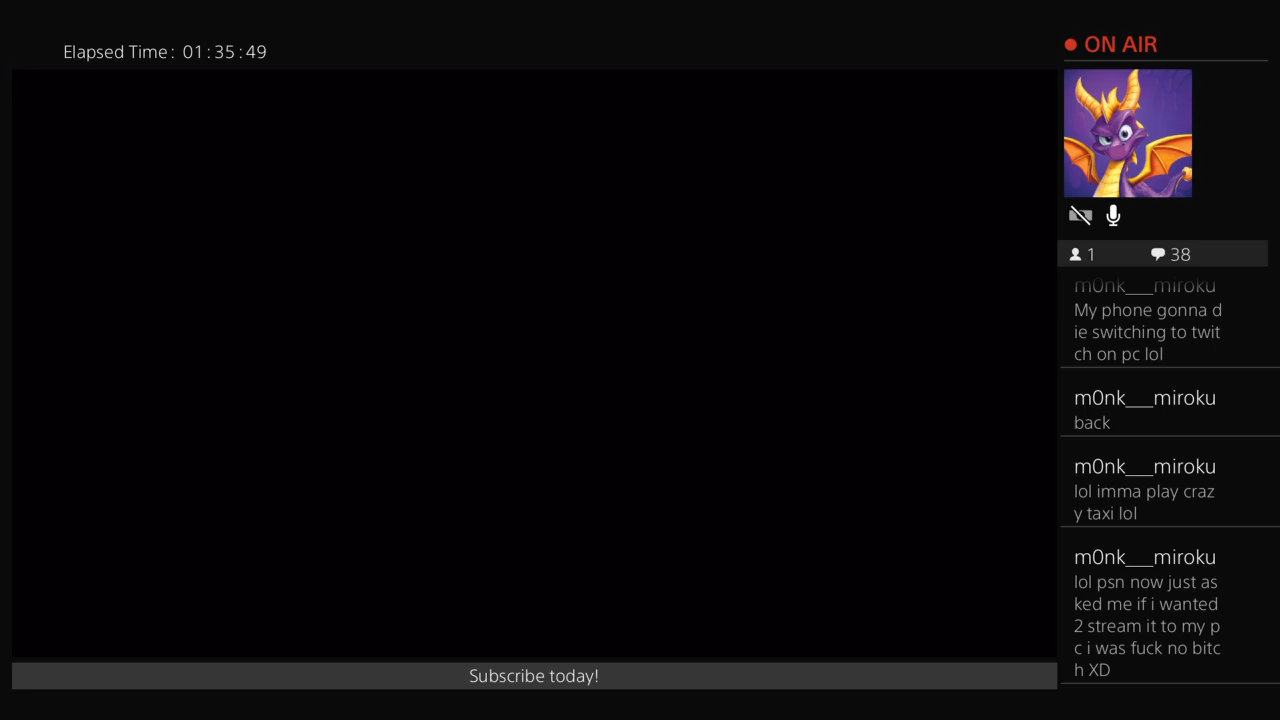 Elapsed Time: 01:35:49
ON AIR
1 38
m0nk___miroku
My phone gonna d
ie switching to twit
ch on pc lol
m0nk___miroku
back
m0nk___miroku
lol imma play craz
y taxi lol
m0nk___miroku
lol psn now just as
ked me if i wanted
2 stream it to my p
c i was fuck no bitc
h XD
Subscribe today!